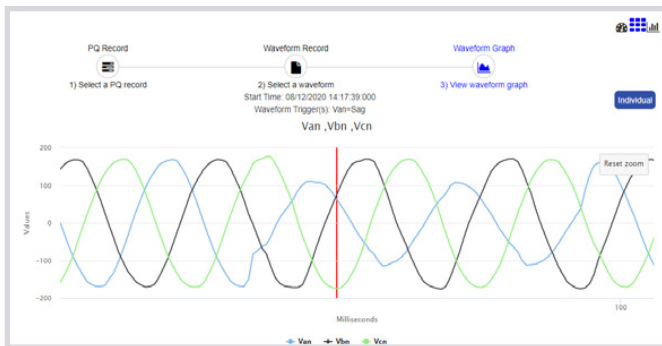 PQ Record
Waveform Record
Waveform Graph
1) Select a PQ record
2) Select a waveform
3) View waveform graph
Start Time: 08/12/2020 14:17:39:000
Waveform Trigger(s): Van=Sag
Individual
Van ,Vbn ,Vcn
Reset zoom
200
100
0
-100
-200
Values
100
Milliseconds
Van
Vbn
Vcn